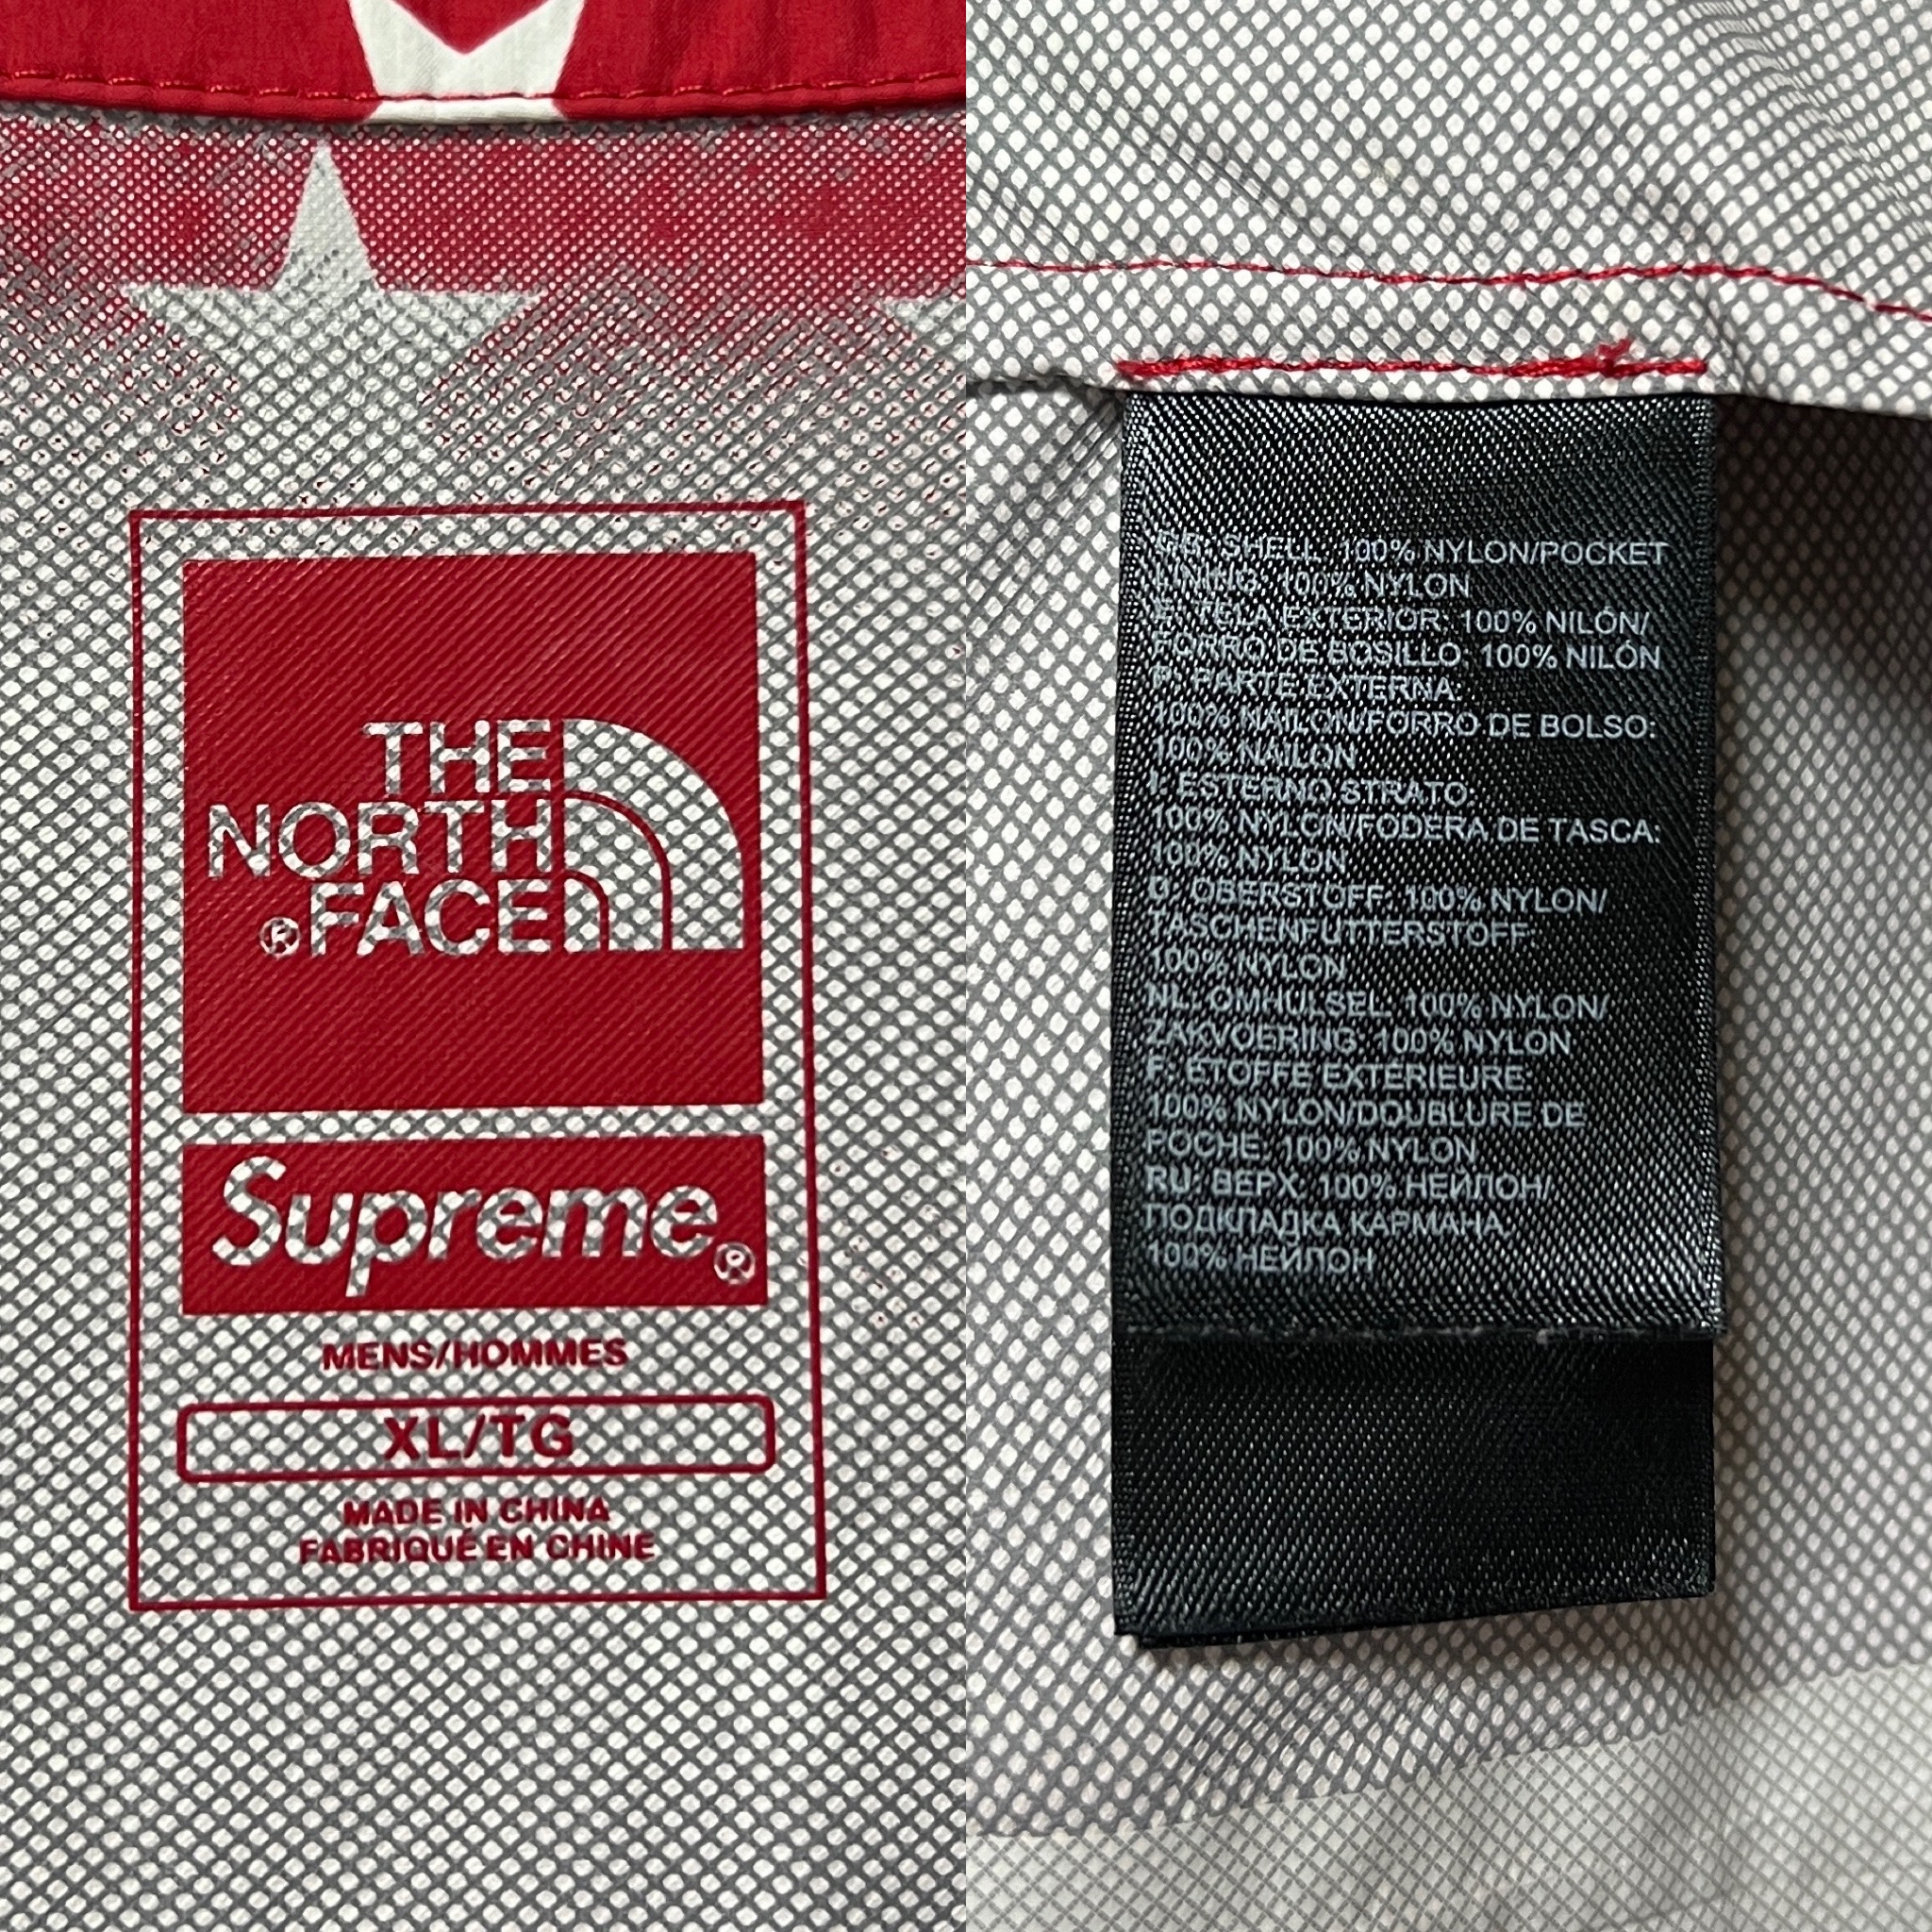 THE
NORTH
® FACE
Supreme®
MENS/HOMMES
XL/TG
MADE IN CHINA
FABRIQUÉ EN CHINE
GB: SHELL: 100% NYLON/POCKET
LINING: 100% NYLON
E: TELA EXTERIOR: 100% NILÓN/
FORRO DE BOSILLO: 100% NILÓN
P: PARTE EXTERNA:
100% NAILON/FORRO DE BOLSO:
100% NAILON
I: ESTERNO STRATO:
100% NYLON/FODERA DE TASCA:
100% NYLON
D: OBERSTOFF: 100% NYLON/
TASCHENFUTTERSTOFF:
100% NYLON
NL: OMHULSEL: 100% NYLON/
ZAKVOERING: 100% NYLON
F: ÉTOFFE EXTÉRIEURE:
100% NYLON/DOUBLURE DE
POCHE: 100% NYLON
RU: ВЕРХ: 100% НЕЙЛОН/
ПОДКЛАДКА КАРМАНА:
100% НЕЙЛОН